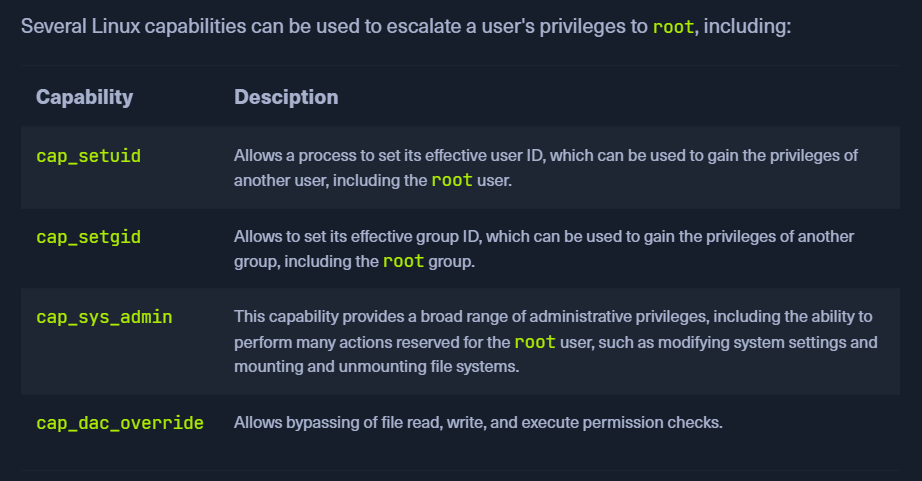 Several Linux capabilities can be used to escalate a user's privileges to root, including:
Capability Desciption
cap_setuid Allows a process to set its effective user ID, which can be used to gain the privileges of
another user, including the root user.
cap_setgid Allows to set its effective group ID, which can be used to gain the privileges of another
group, including the root group.
cap_sys_admin This capability provides a broad range of administrative privileges, including the ability to
perform many actions reserved for the root user, such as modifying system settings and
mounting and unmounting file systems.
cap_dac_override Allows bypassing of file read, write, and execute permission checks.